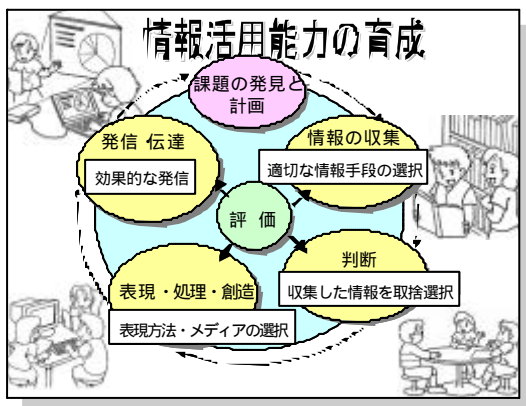 情報活用能力の育成
課題の発見と
計画
発信 伝達
効果的な発信
情報の収集
適切な情報手段の選択
評 価
判断
収集した情報を取捨選択
表現・処理・創造
表現方法・メディアの選択